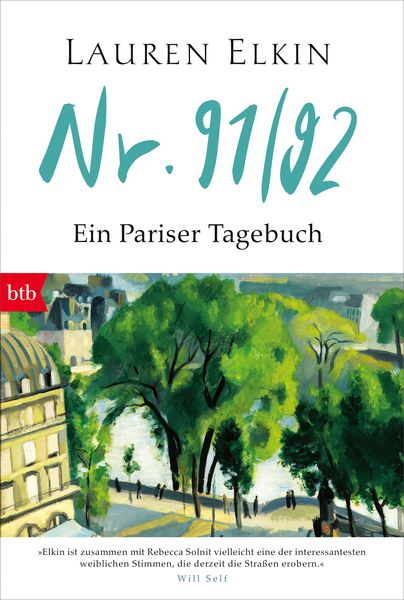 LAUREN ELKIN
Nr. 91/92
Ein Pariser Tagebuch
btb
»Elkin ist zusammen mit Rebecca Solnit vielleicht eine der interessantesten
weiblichen Stimmen, die derzeit die Straßen erobern.«
Will Self